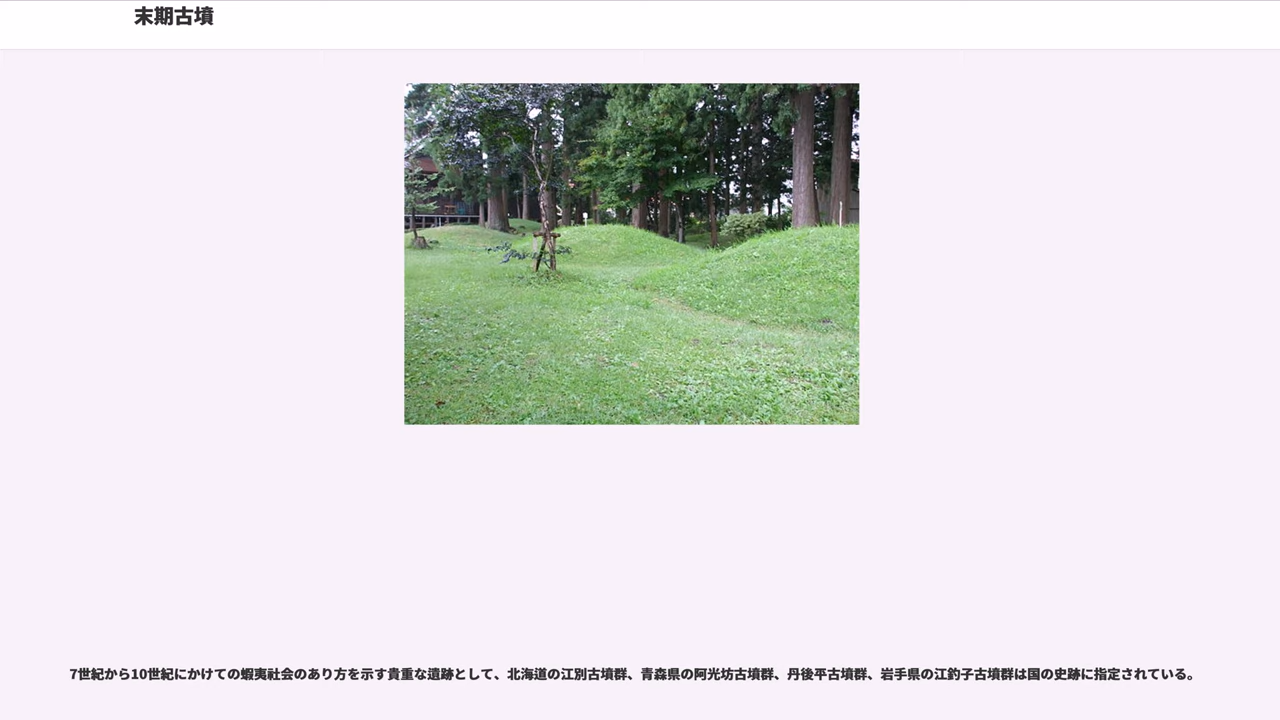 末期古墳
7世紀から10世紀にかけての蝦夷社会のあり方を示す貴重な遺跡として、北海道の江別古墳群、青森県の阿光坊古墳群、丹後平古墳群、岩手県の江釣子古墳群は国の史跡に指定されている。